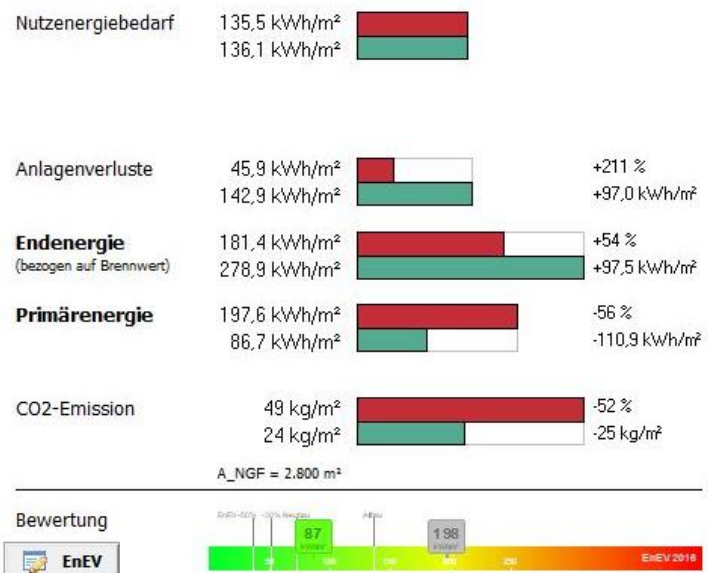 Nutzenergiebedarf 135,5 kWh/m²
136,1 kWh/m²
Anlagenverluste 45,9 kWh/m² +211 %
142,9 kWh/m² +97,0 kWh/m²
Endenergie 181,4 kWh/m² +54 %
(bezogen auf Brennwert) 278,9 kWh/m² +97,5 kWh/m²
Primärenergie 197,6 kWh/m² -56 %
86,7 kWh/m² -110,9 kWh/m²
CO2-Emission 49 kg/m² -52 %
24 kg/m² -25 kg/m²
A_NGF = 2.800 m²
Bewertung
87 198
EnEV EnEV 2016